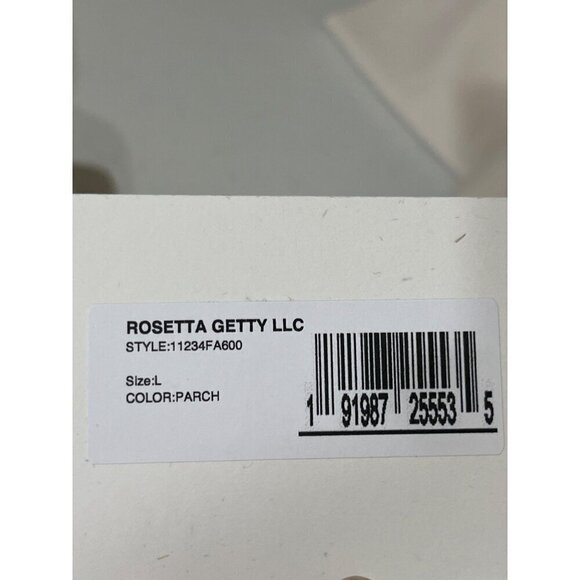 ROSETTA GETTY LLC
STYLE:11234FA600
Size:L
COLOR:PARCH
1 91987 25553 5